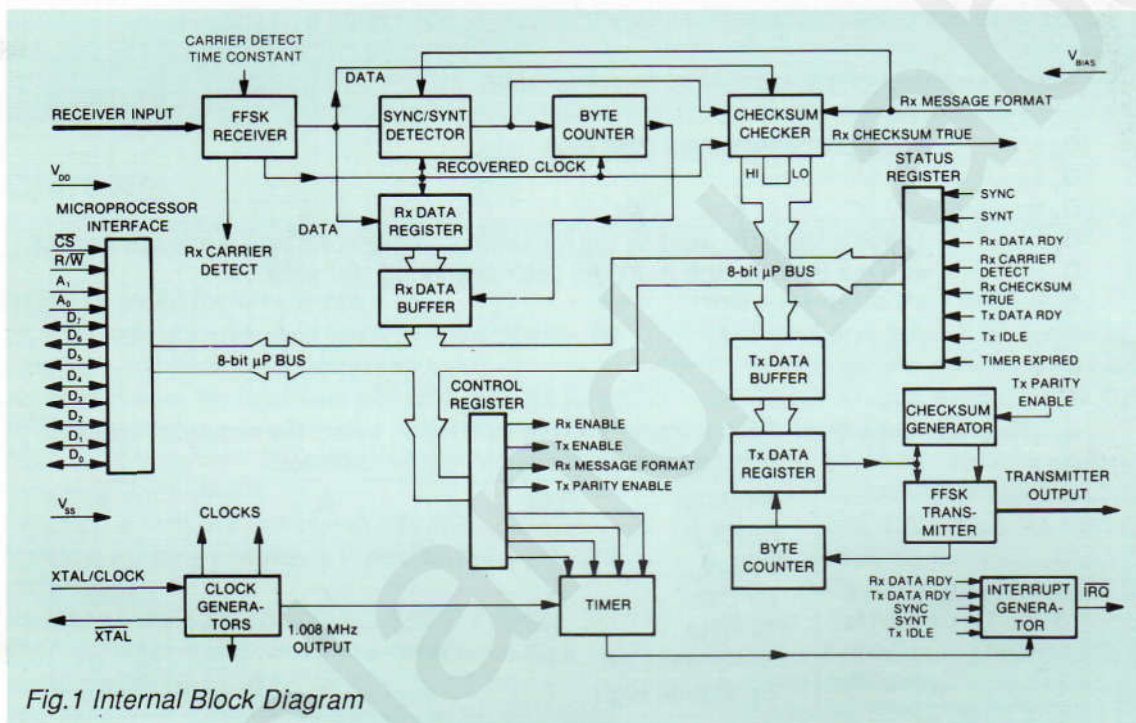 CARRIER DETECT
TIME CONSTANT
DATA
V BIAS
RECEIVER INPUT
FFSK
RECEIVER
SYNC/SYNT
DETECTOR
BYTE
COUNTER
CHECKSUM
CHECKER
Rx MESSAGE FORMAT
Rx CHECKSUM TRUE
RECOVERED CLOCK
HI
LO
STATUS
REGISTER
V DD
MICROPROCESSOR
INTERFACE
DATA
Rx DATA
REGISTER
SYNC
SYNT
Rx DATA RDY
Rx CARRIER
DETECT
Rx CHECKSUM
TRUE
Tx DATA RDY
Tx IDLE
TIMER EXPIRED
C̅S̅
R/W̅
A₁
A₀
D₇
D₆
D₅
D₄
D₃
D₂
D₁
D₀
Rx CARRIER
DETECT
Rx DATA
BUFFER
8-bit µP BUS
8-bit µP BUS
CONTROL
REGISTER
Rx ENABLE
Tx ENABLE
Rx MESSAGE FORMAT
Tx PARITY ENABLE
Tx DATA
BUFFER
Tx PARITY
ENABLE
CHECKSUM
GENERATOR
Tx DATA
REGISTER
FFSK
TRANS-
MITTER
TRANSMITTER
OUTPUT
BYTE
COUNTER
V SS
CLOCKS
XTAL/CLOCK
X̅T̅A̅L̅
CLOCK
GENERA-
TORS
1.008 MHz
OUTPUT
TIMER
Rx DATA RDY
Tx DATA RDY
SYNC
SYNT
Tx IDLE
INTERRUPT
GENERA-
TOR
I̅R̅Q̅
Fig.1 Internal Block Diagram